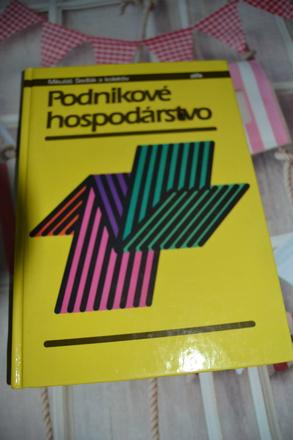 Mikuláš Sedlák a kolektív
Podnikové
hospodárstvo